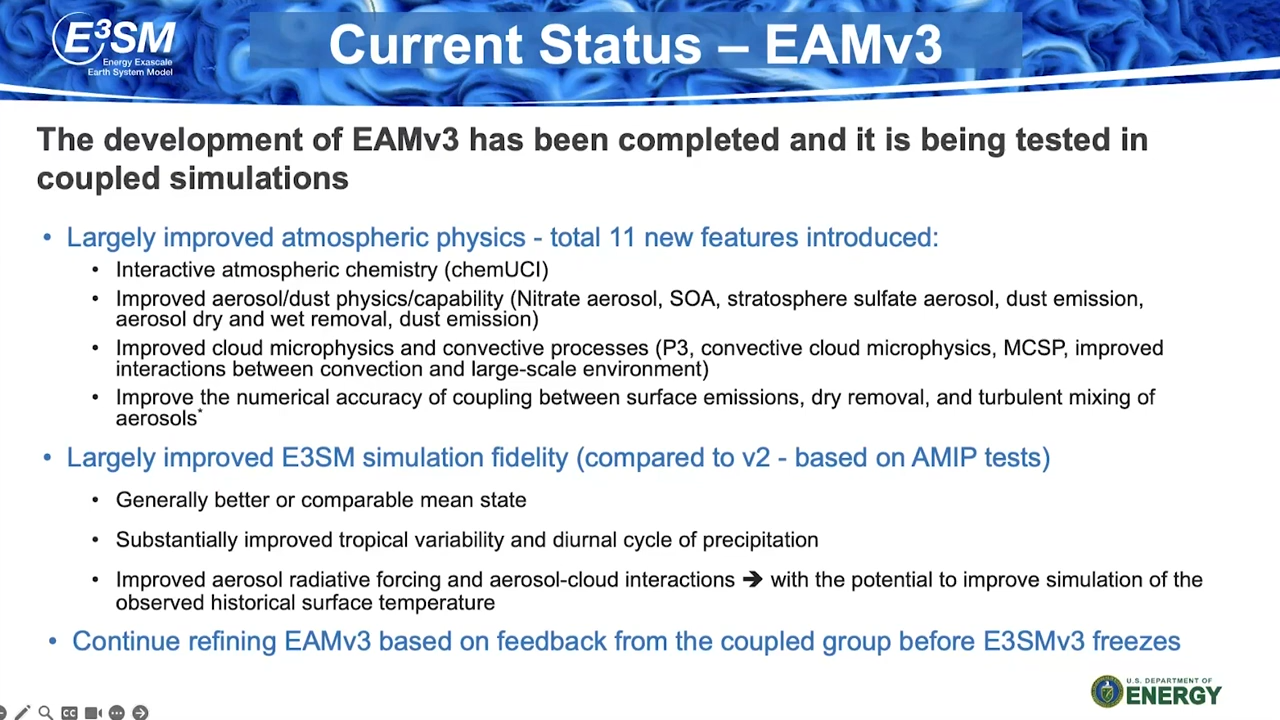 E³SM
Energy Exascale
Earth System Model
Current Status – EAMv3
The development of EAMv3 has been completed and it is being tested in
coupled simulations
• Largely improved atmospheric physics - total 11 new features introduced:
• Interactive atmospheric chemistry (chemUCI)
• Improved aerosol/dust physics/capability (Nitrate aerosol, SOA, stratosphere sulfate aerosol, dust emission,
aerosol dry and wet removal, dust emission)
• Improved cloud microphysics and convective processes (P3, convective cloud microphysics, MCSP, improved
interactions between convection and large-scale environment)
• Improve the numerical accuracy of coupling between surface emissions, dry removal, and turbulent mixing of
aerosols*
• Largely improved E3SM simulation fidelity (compared to v2 - based on AMIP tests)
• Generally better or comparable mean state
• Substantially improved tropical variability and diurnal cycle of precipitation
• Improved aerosol radiative forcing and aerosol-cloud interactions ➔ with the potential to improve simulation of the
observed historical surface temperature
• Continue refining EAMv3 based on feedback from the coupled group before E3SMv3 freezes
U.S. DEPARTMENT OF
ENERGY
CC